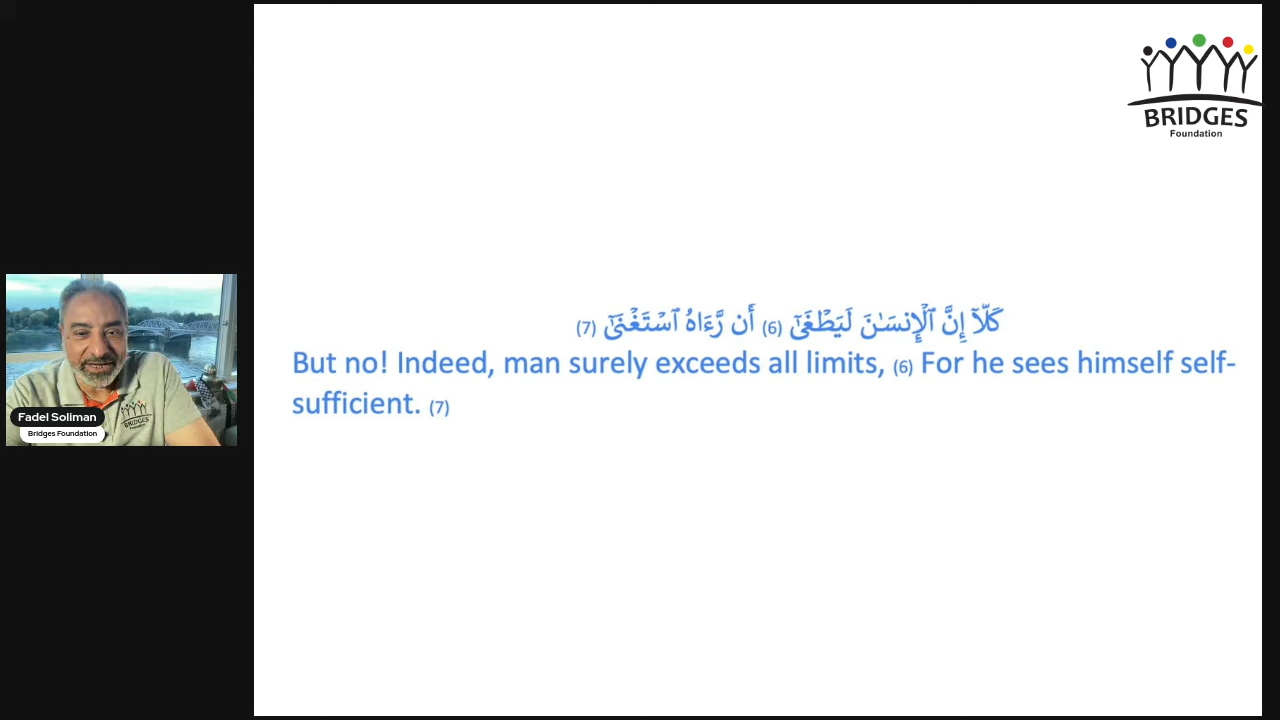 BRIDGES
Foundation
كَلَّآ إِنَّ ٱلْإِنسَـٰنَ لَيَطْغَىٰٓ (6) أَن رَّءَاهُ ٱسْتَغْنَىٰٓ (7)
But no! Indeed, man surely exceeds all limits, (6) For he sees himself self-
sufficient. (7)
BRIDGES
Fadel Soliman
Bridges Foundation